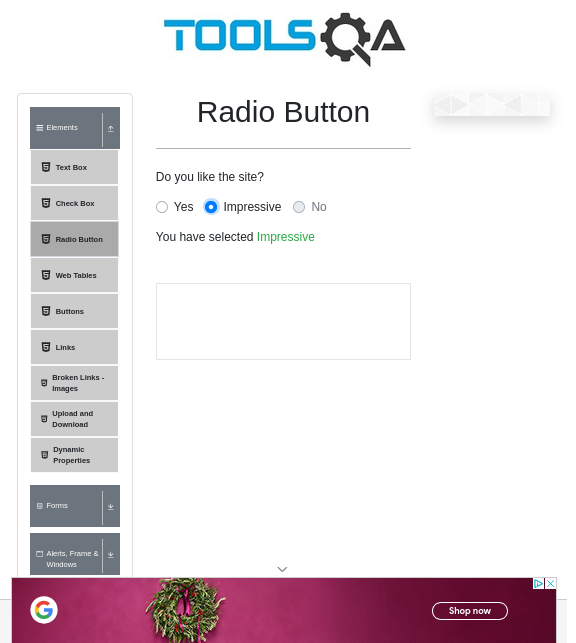 TOOLSQA
Elements
Text Box
Check Box
Radio Button
Web Tables
Buttons
Links
Broken Links -
Images
Upload and
Download
Dynamic
Properties
Forms
Alerts, Frame &
Windows
Radio Button
Do you like the site?
Yes Impressive No
You have selected Impressive
G
Shop now